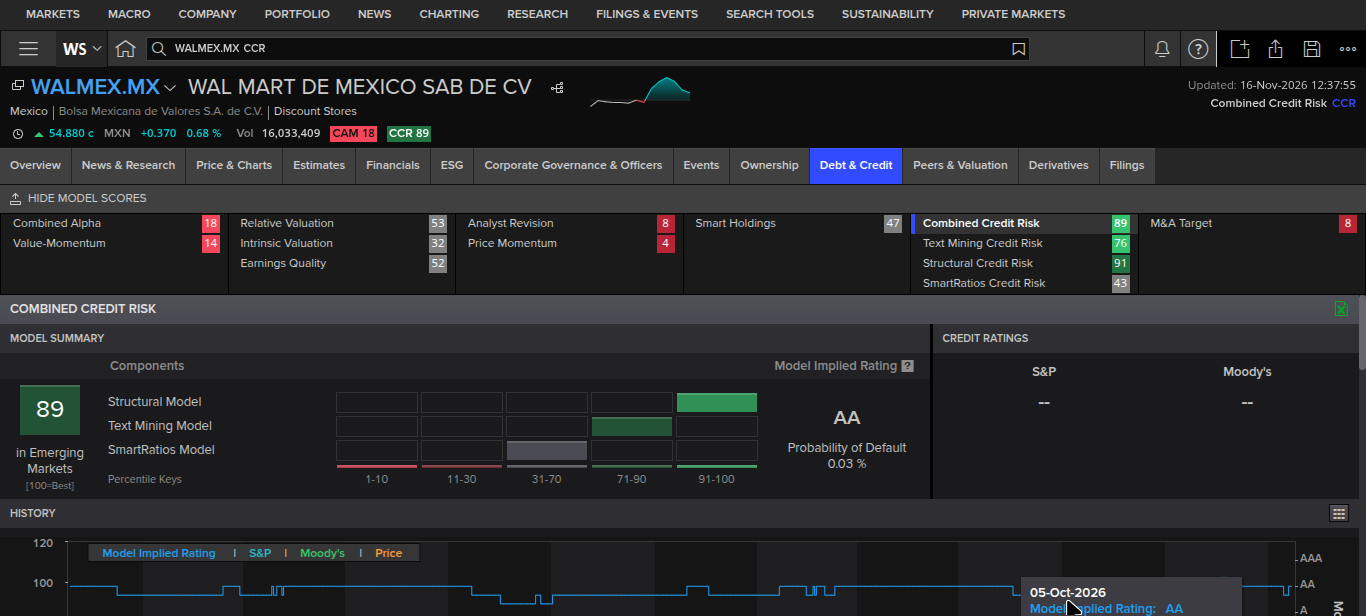 MARKETS MACRO COMPANY PORTFOLIO NEWS CHARTING RESEARCH FILINGS & EVENTS SEARCH TOOLS SUSTAINABILITY PRIVATE MARKETS
WS WALMEX.MX CCR
WALMEX.MX WAL MART DE MEXICO SAB DE CV
Updated: 16-Nov-2026 12:37:55
Mexico | Bolsa Mexicana de Valores S.A. de C.V. | Discount Stores
Combined Credit Risk CCR
54.880 c MXN +0.370 0.68 % Vol 16,033,409 CAM 18 CCR 89
Overview News & Research Price & Charts Estimates Financials ESG Corporate Governance & Officers Events Ownership Debt & Credit Peers & Valuation Derivatives Filings
HIDE MODEL SCORES
Combined Alpha 18 Relative Valuation 53 Analyst Revision 8 Smart Holdings 47 Combined Credit Risk 89 M&A Target 8
Value-Momentum 14 Intrinsic Valuation 32 Price Momentum 4 Text Mining Credit Risk 76
Earnings Quality 52 Structural Credit Risk 91
SmartRatios Credit Risk 43
COMBINED CREDIT RISK
MODEL SUMMARY CREDIT RATINGS
Components Model Implied Rating ?
S&P Moody's
89
in Emerging
Markets
[100=Best]
Structural Model
Text Mining Model
SmartRatios Model
Percentile Keys 1-10 11-30 31-70 71-90 91-100
AA
Probability of Default
0.03 %
-- --
HISTORY
120
Model Implied Rating | S&P | Moody's | Price
AAA
100
AA
05-Oct-2026
Model Implied Rating: AA
A